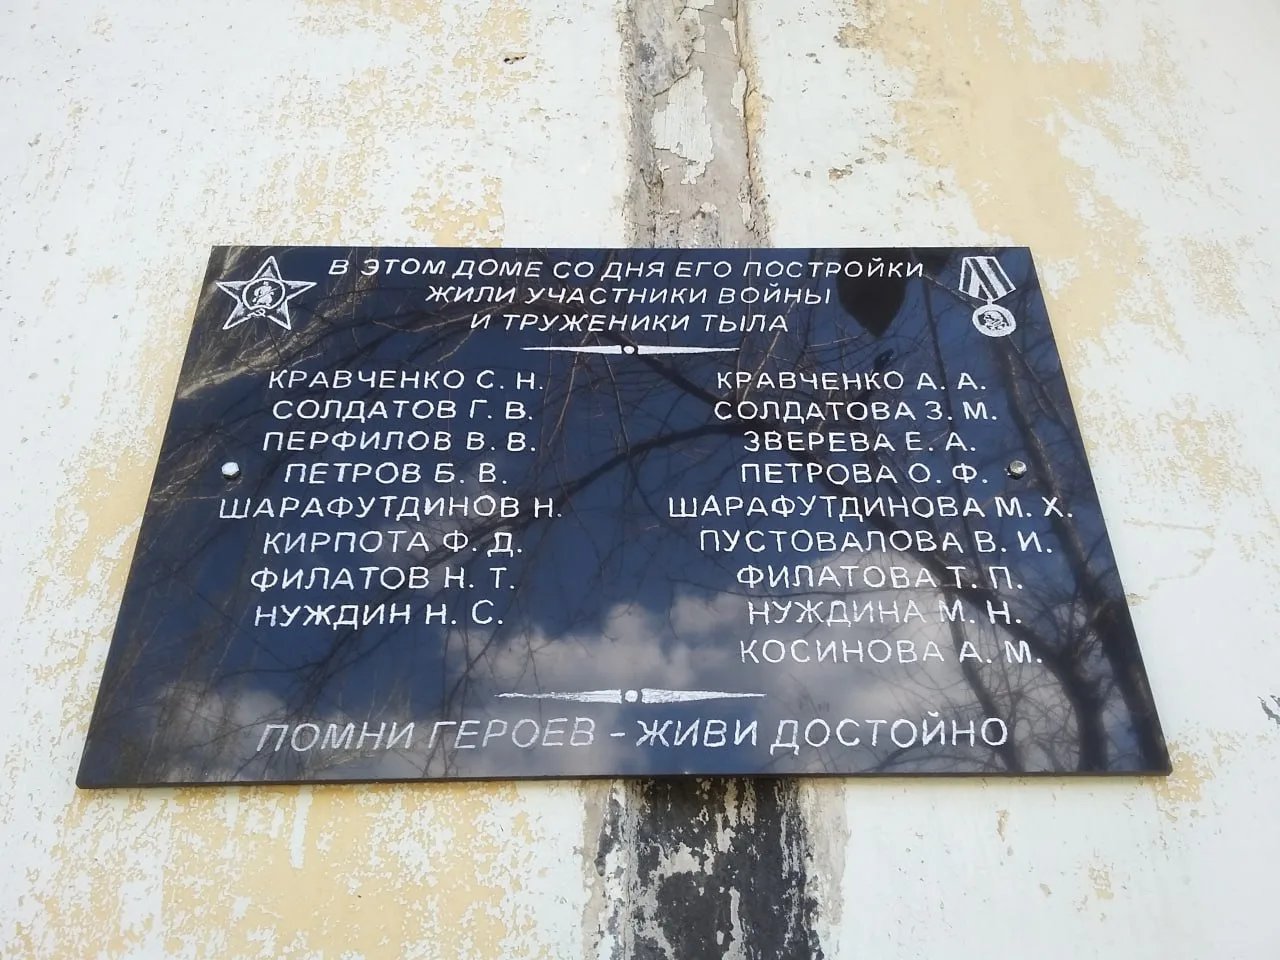 В ЭТОМ ДОМЕ СО ДНЯ ЕГО ПОСТРОЙКИ
ЖИЛИ УЧАСТНИКИ ВОЙНЫ
И ТРУЖЕНИКИ ТЫЛА
КРАВЧЕНКО С. Н.
СОЛДАТОВ Г. В.
ПЕРФИЛОВ В. В.
ПЕТРОВ Б. В.
ШАРАФУТДИНОВ Н.
КИРПОТА Ф. Д.
ФИЛАТОВ Н. Т.
НУЖДИН Н. С.
КРАВЧЕНКО А. А.
СОЛДАТОВА З. М.
ЗВЕРЕВА Е. А.
ПЕТРОВА О. Ф.
ШАРАФУТДИНОВА М. Х.
ПУСТОВАЛОВА В. И.
ФИЛАТОВА Т. П.
НУЖДИНА М. Н.
КОСИНОВА А. М.
ПОМНИ ГЕРОЕВ - ЖИВИ ДОСТОЙНО